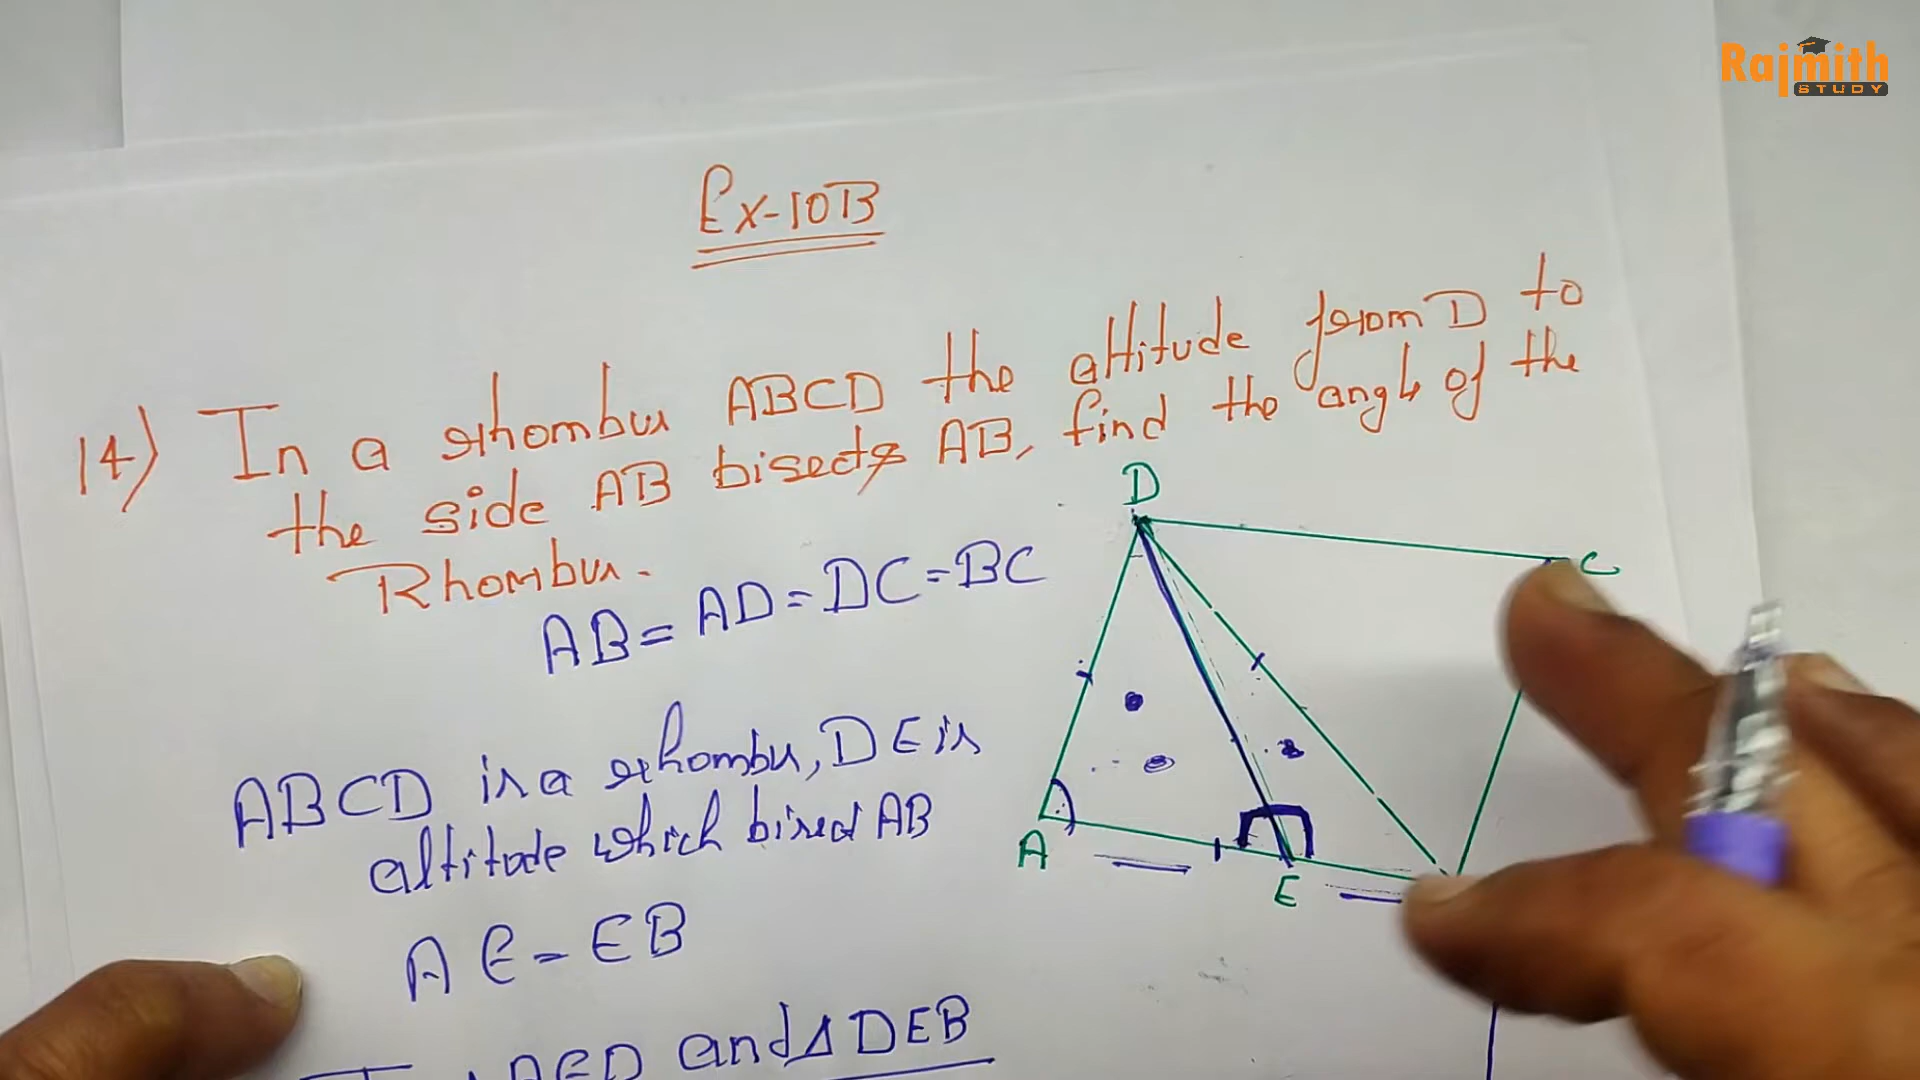 Rajmith
STUDY
Ex-10B
14) In a rhombus ABCD the altitude from D to
the side AB bisects AB, find the angle of the
Rhombus.
AB = AD = DC = BC
ABCD is a rhombus, DE is
altitude which bisect AB
AE = EB
AED and Δ DEB
D
C
A
E